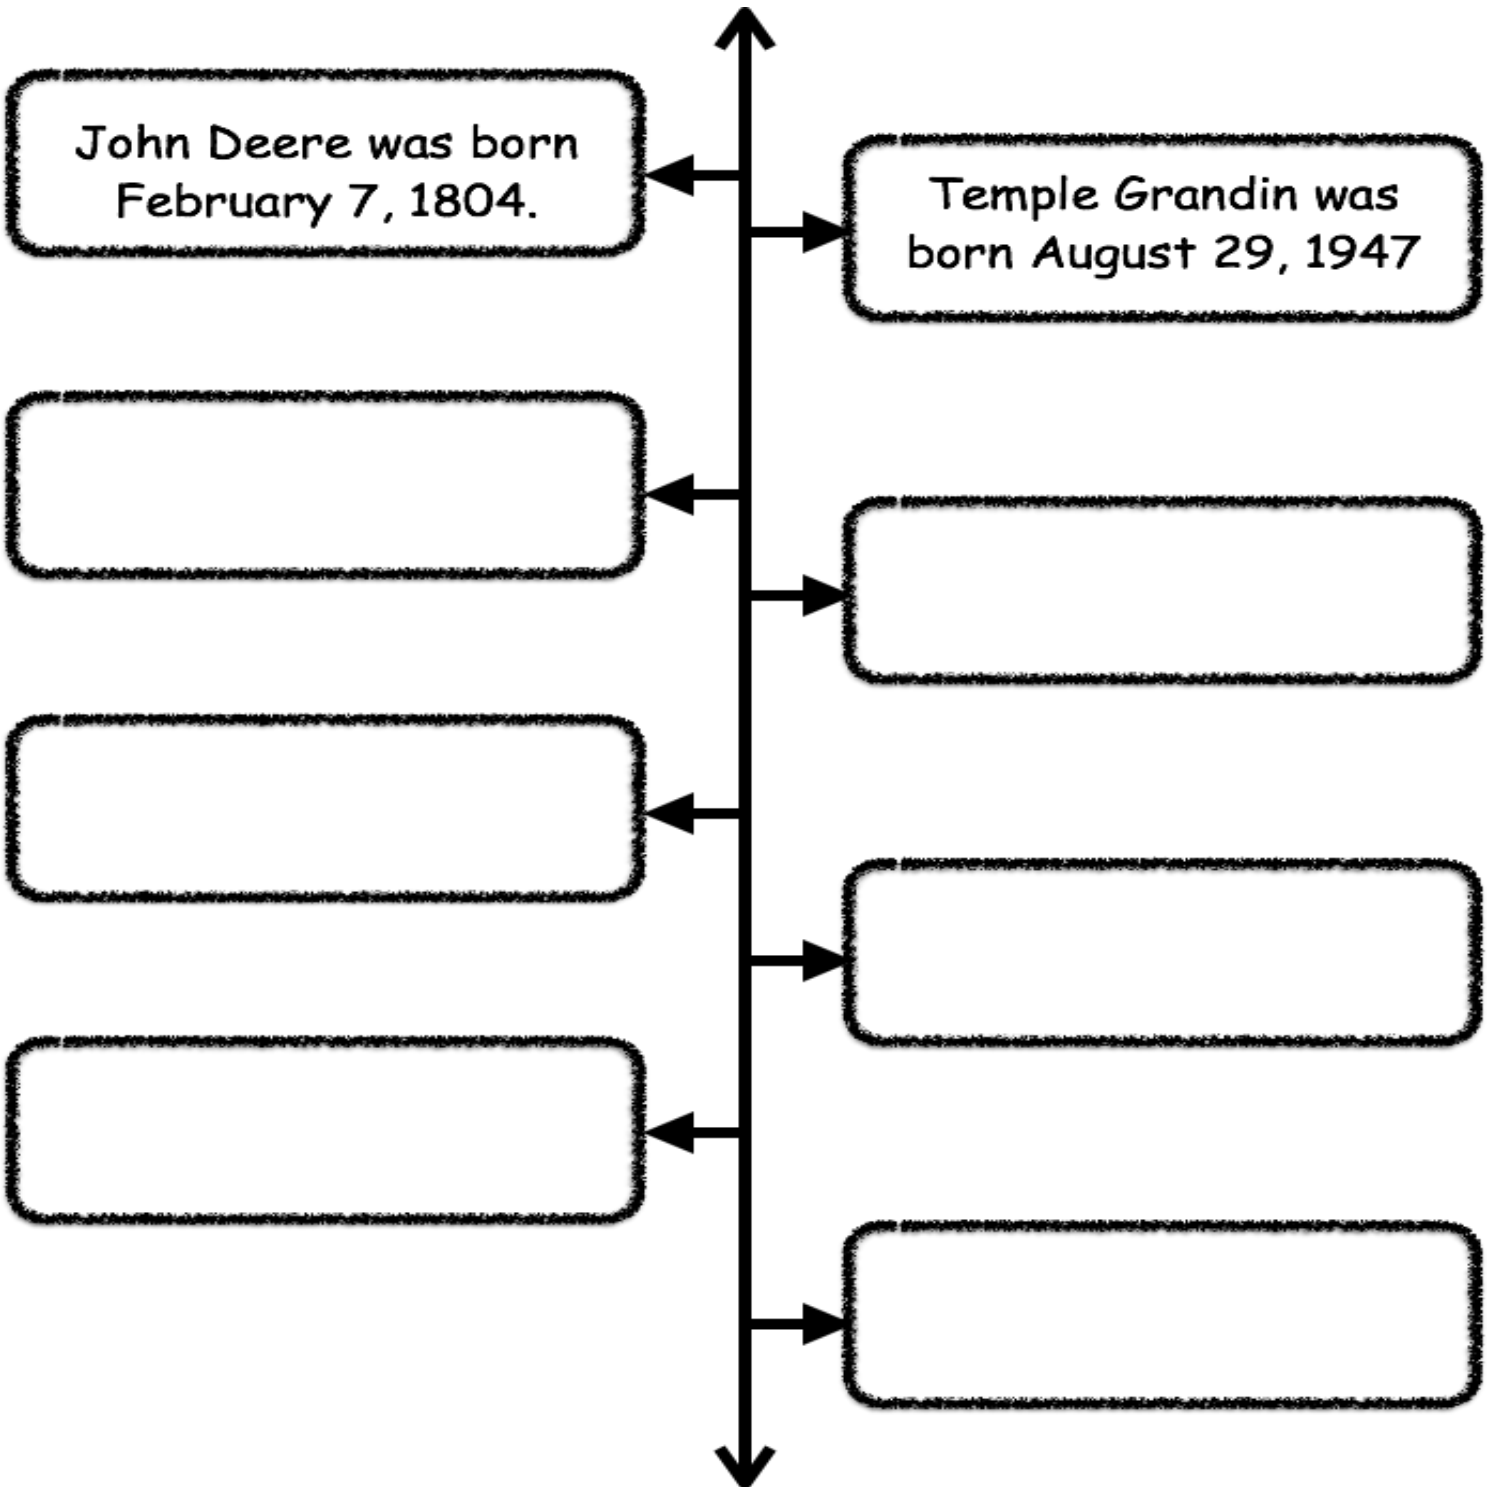 John Deere was born
February 7, 1804.
Temple Grandin was
born August 29, 1947